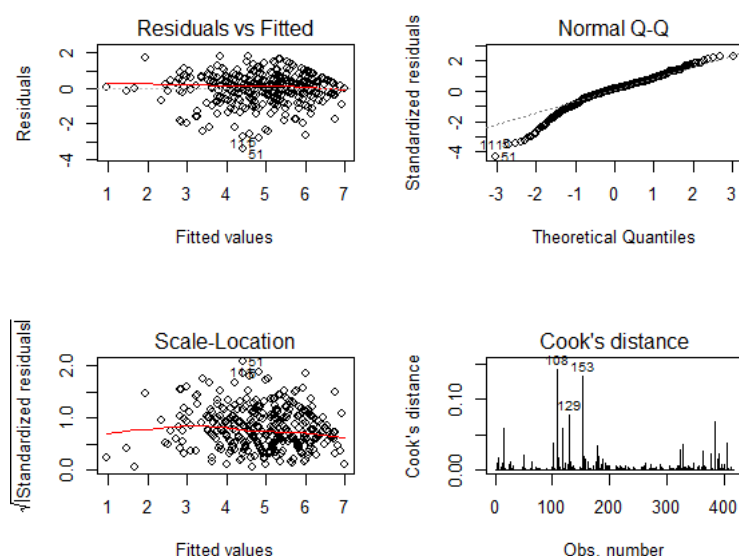 Residuals vs Fitted
Residuals
2
0
-2
-4
51
1 2 3 4 5 6 7
Fitted values
Normal Q-Q
Standardized residuals
2
0
-2
-4
51
-3 -2 -1 0 1 2 3
Theoretical Quantiles
Scale-Location
√|Standardized residuals|
2.0
1.0
0.0
51
1 2 3 4 5 6 7
Fitted values
Cook's distance
Cook's distance
0.10
0.00
108
153
129
0 100 200 300 400
Obs. number